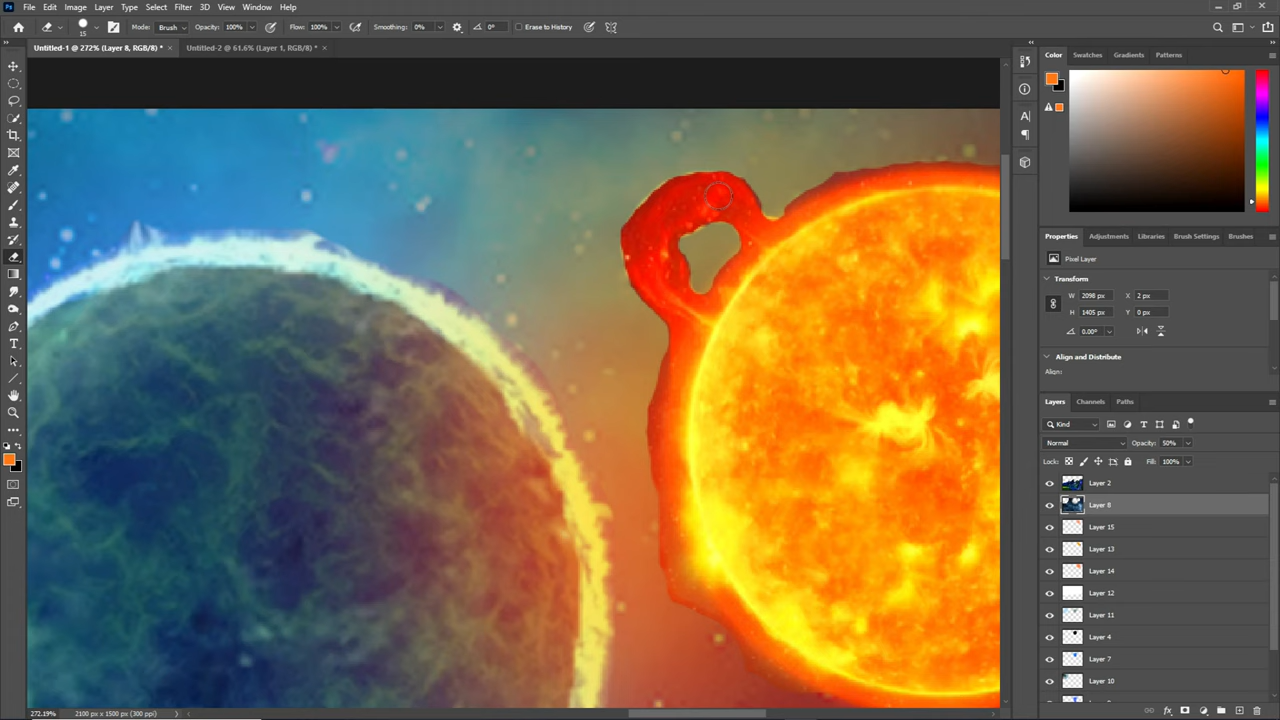 Ps File Edit Image Layer Type Select Filter 3D View Window Help
15 Mode: Brush Opacity: 100% Flow: 100% Smoothing: 0% 0° Erase to History
Untitled-1 @ 272% (Layer 8, RGB/8) * × Untitled-2 @ 61.6% (Layer 1, RGB/8) * ×
Color Swatches Gradients Patterns
Properties Adjustments Libraries Brush Settings Brushes
Pixel Layer
Transform
W 2098 px X 2 px
H 1405 px Y 0 px
0.00°
Align and Distribute
Align:
Layers Channels Paths
Kind
Normal Opacity: 50%
Lock: Fill: 100%
Layer 2
Layer 8
Layer 15
Layer 13
Layer 14
Layer 12
Layer 11
Layer 4
Layer 7
Layer 10
272.19% 2100 px x 1500 px (300 ppi)